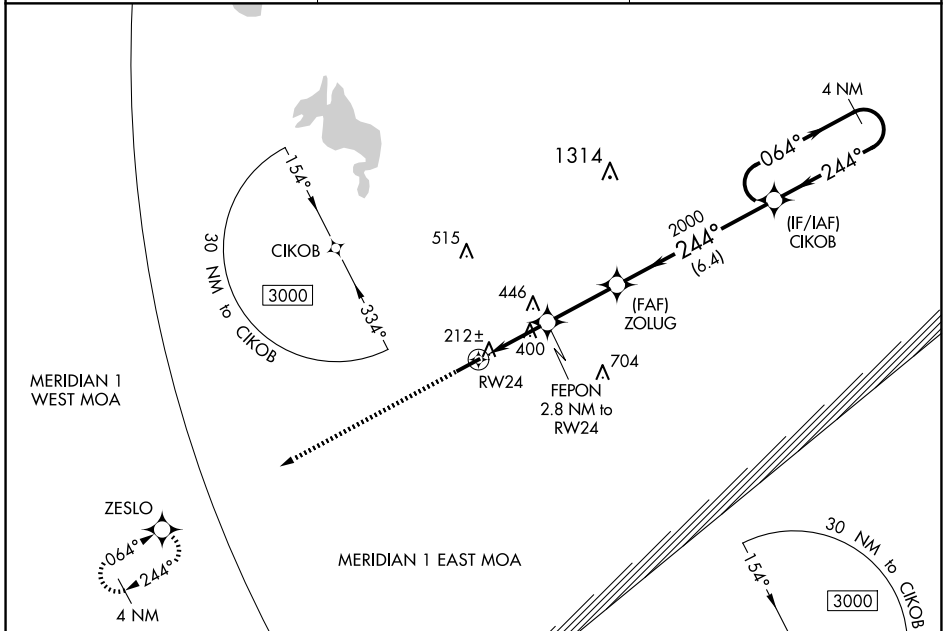 4 NM
064°
244°
1314
154°
(IF/IAF)
CIKOB
2000
244°
(6.4)
515
CIKOB
30 NM to CIKOB
3000
334°
(FAF)
ZOLUG
446
212±
400
704
RW24
FEPON
2.8 NM to
RW24
MERIDIAN 1
WEST MOA
ZESLO
064°
244°
4 NM
MERIDIAN 1 EAST MOA
30 NM to CIKOB
154°
3000